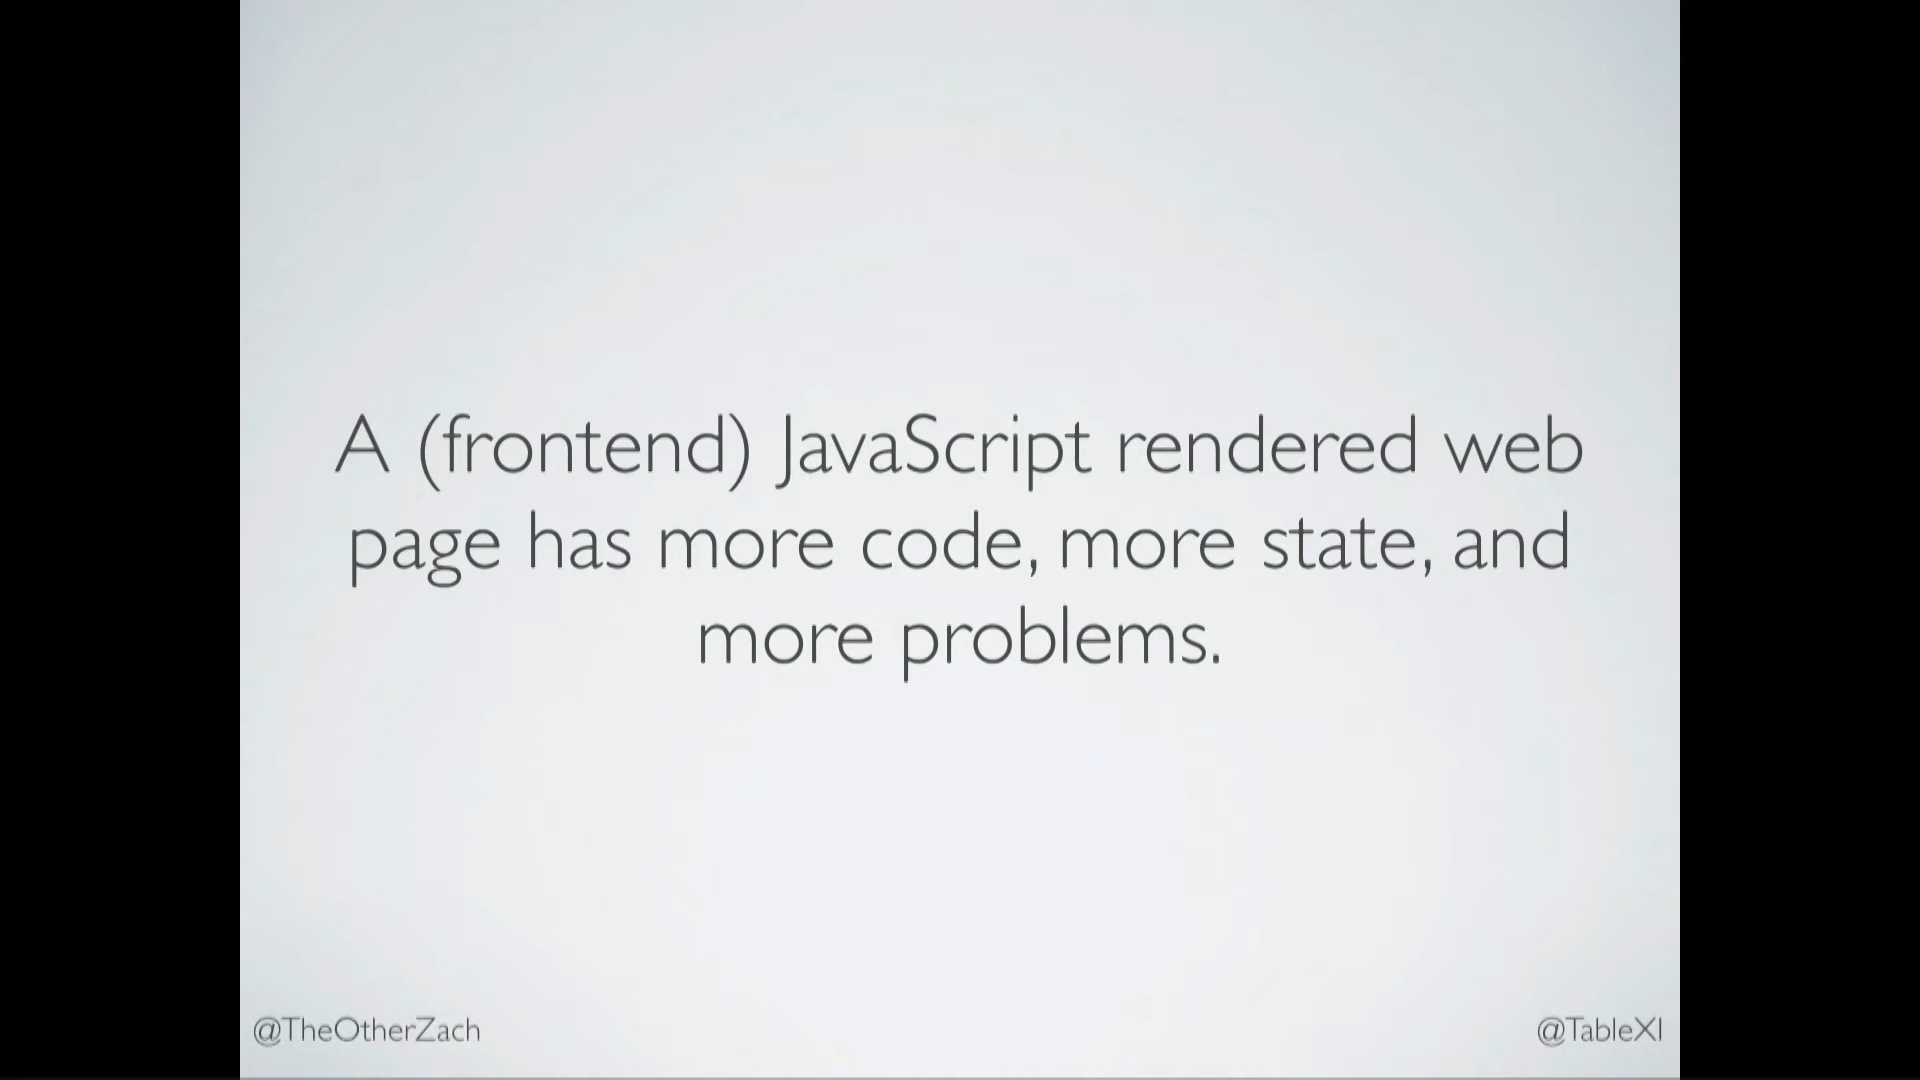 A (frontend) JavaScript rendered web
page has more code, more state, and
more problems.
@TheOtherZach
@TableXI